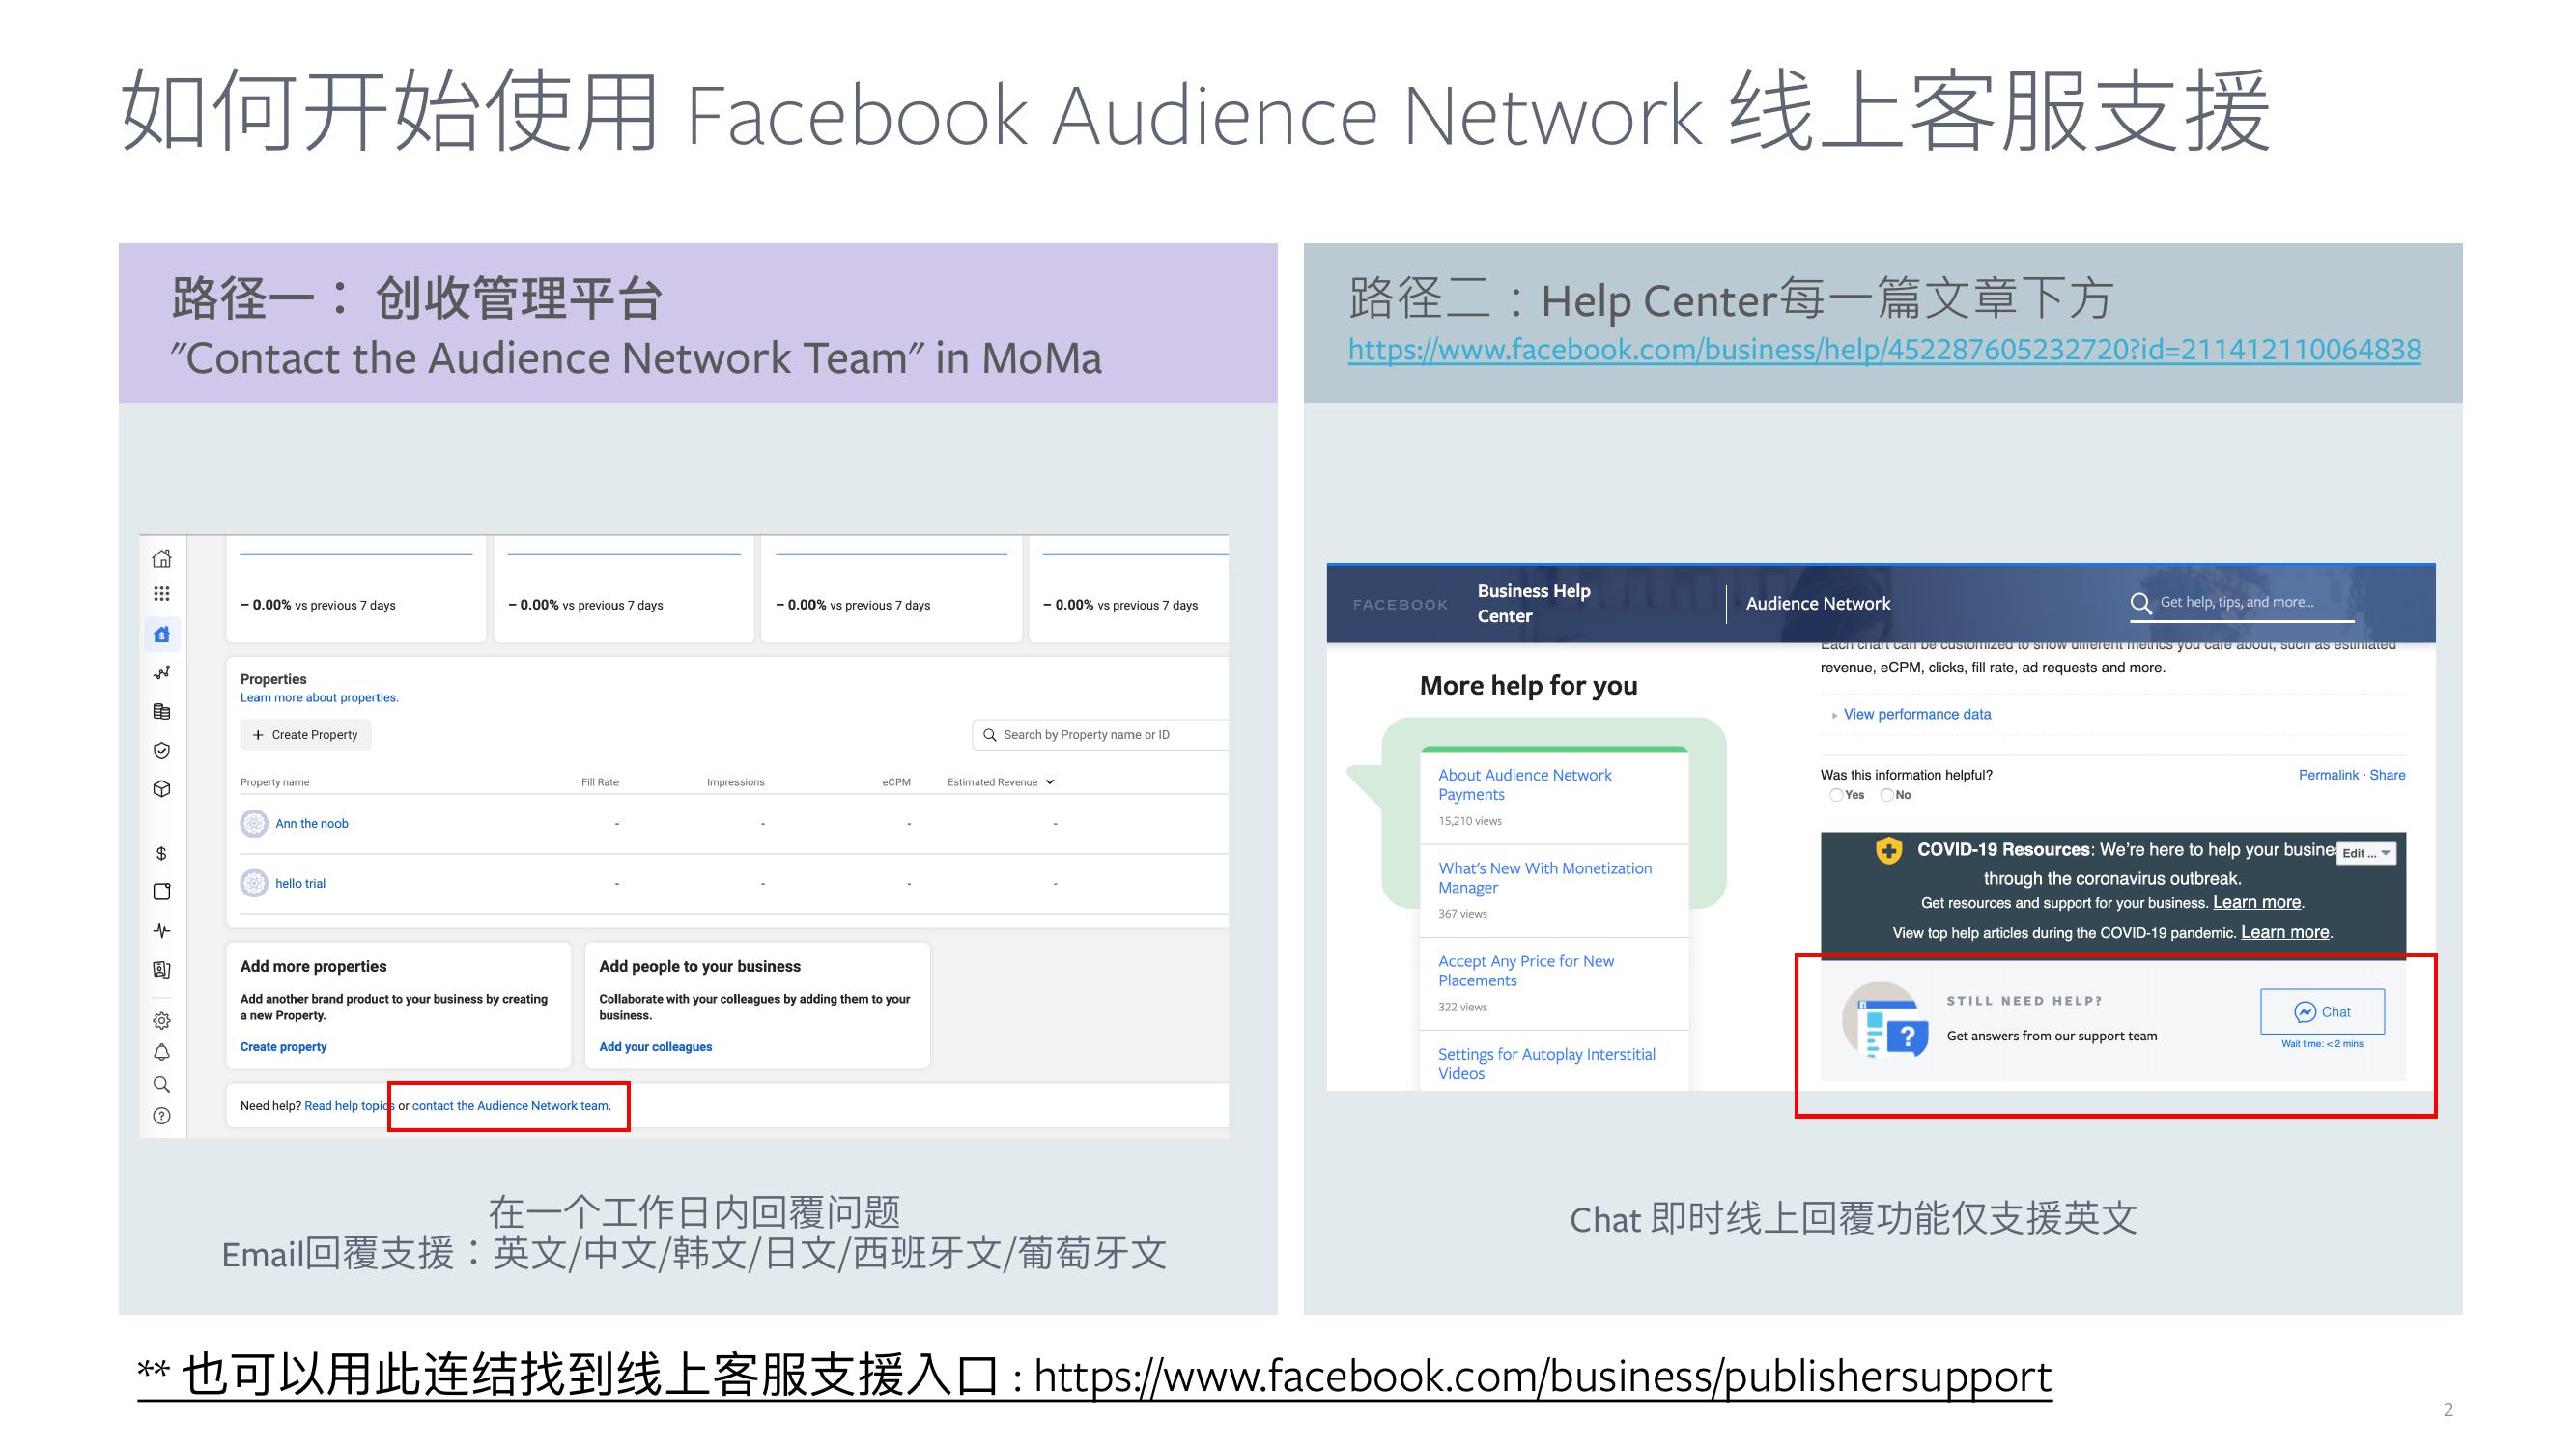 如何开始使用 Facebook Audience Network 线上客服支援
路径一： 创收管理平台
"Contact the Audience Network Team" in MoMa
– 0.00% vs previous 7 days
– 0.00% vs previous 7 days
– 0.00% vs previous 7 days
– 0.00% vs previous 7 days
Properties
Learn more about properties.
+ Create Property
Search by Property name or ID
Property name Fill Rate Impressions eCPM Estimated Revenue
Ann the noob - - - -
hello trial - - - -
Add more properties
Add another brand product to your business by creating
a new Property.
Create property
Add people to your business
Collaborate with your colleagues by adding them to your
business.
Add your colleagues
Need help? Read help topics or contact the Audience Network team.
在一个工作日内回覆问题
Email回覆支援：英文/中文/韩文/日文/西班牙文/葡萄牙文
路径二：Help Center每一篇文章下方
https://www.facebook.com/business/help/452287605232720?id=211412110064838
FACEBOOK
Business Help
Center
Audience Network
Get help, tips, and more...
More help for you
About Audience Network
Payments
15,210 views
What's New With Monetization
Manager
367 views
Accept Any Price for New
Placements
322 views
Settings for Autoplay Interstitial
Videos
Each chart can be customized to show different metrics you care about, such as estimated
revenue, eCPM, clicks, fill rate, ad requests and more.
View performance data
Was this information helpful?
Permalink · Share
Yes No
COVID-19 Resources: We're here to help your busine
Edit ...
through the coronavirus outbreak.
Get resources and support for your business. Learn more.
View top help articles during the COVID-19 pandemic. Learn more.
STILL NEED HELP?
Get answers from our support team
Chat
Wait time: < 2 mins
Chat 即时线上回覆功能仅支援英文
** 也可以用此连结找到线上客服支援入口 : https://www.facebook.com/business/publishersupport
2